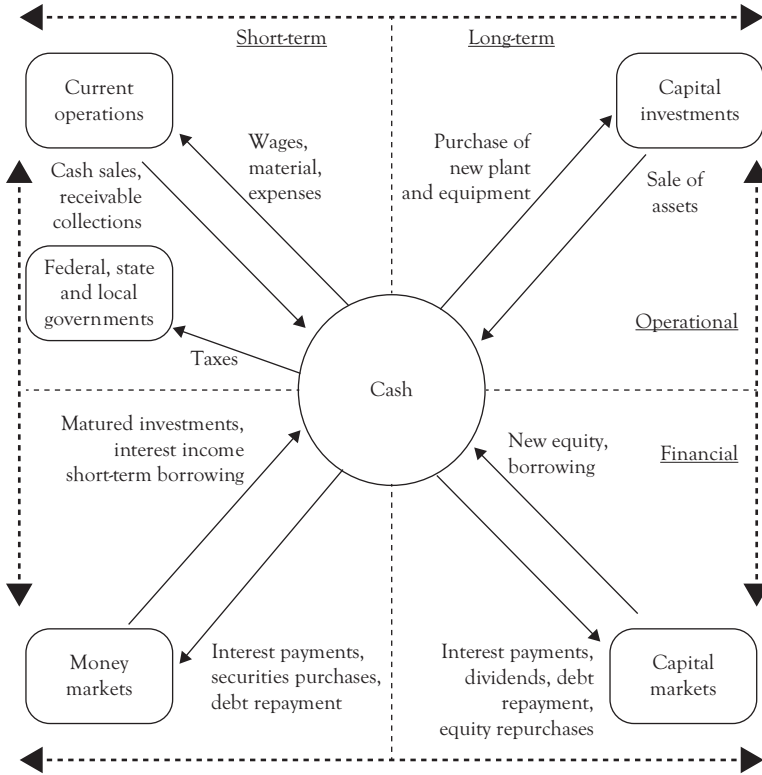 Short-term
Long-term
Current
operations
Capital
investments
Wages,
material,
expenses
Purchase of
new plant
and equipment
Cash sales,
receivable
collections
Sale of
assets
Federal, state
and local
governments
Operational
Taxes
Cash
Matured investments,
interest income
short-term borrowing
New equity,
borrowing
Financial
Money
markets
Interest payments,
securities purchases,
debt repayment
Interest payments,
dividends, debt
repayment,
equity repurchases
Capital
markets